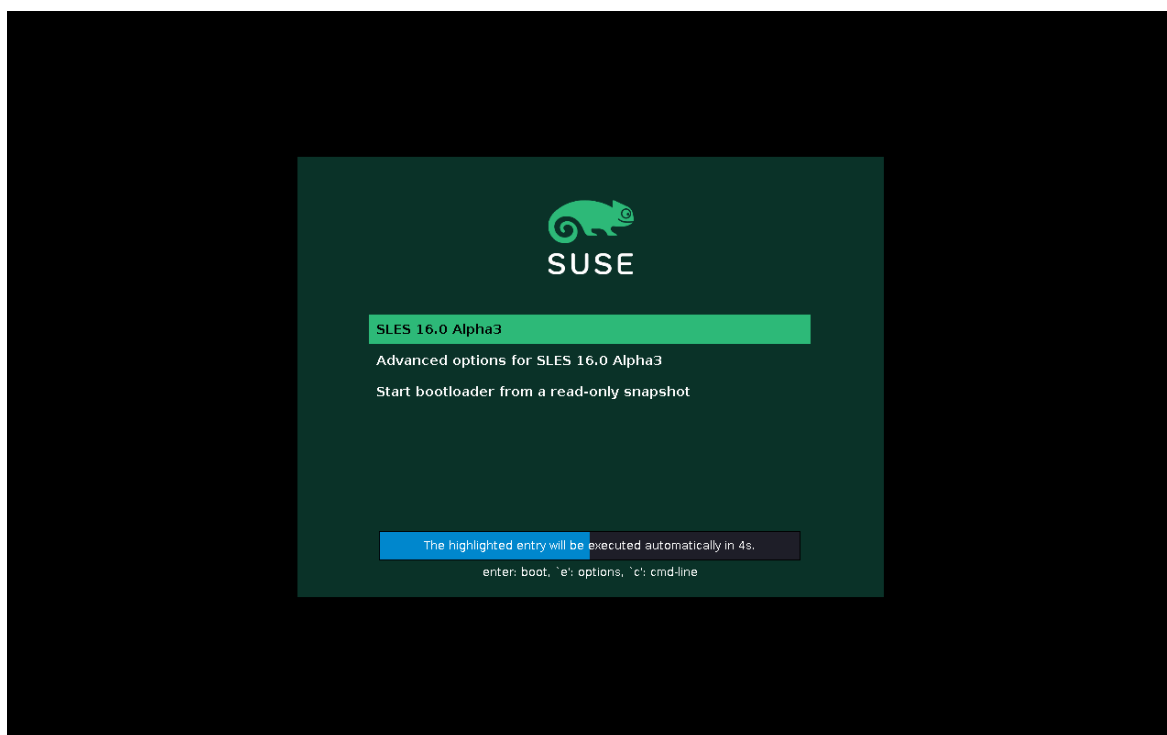 SUSE
SLES 16.0 Alpha3
Advanced options for SLES 16.0 Alpha3
Start bootloader from a read-only snapshot
The highlighted entry will be executed automatically in 4s.
enter: boot, `e': options, `c': cmd-line